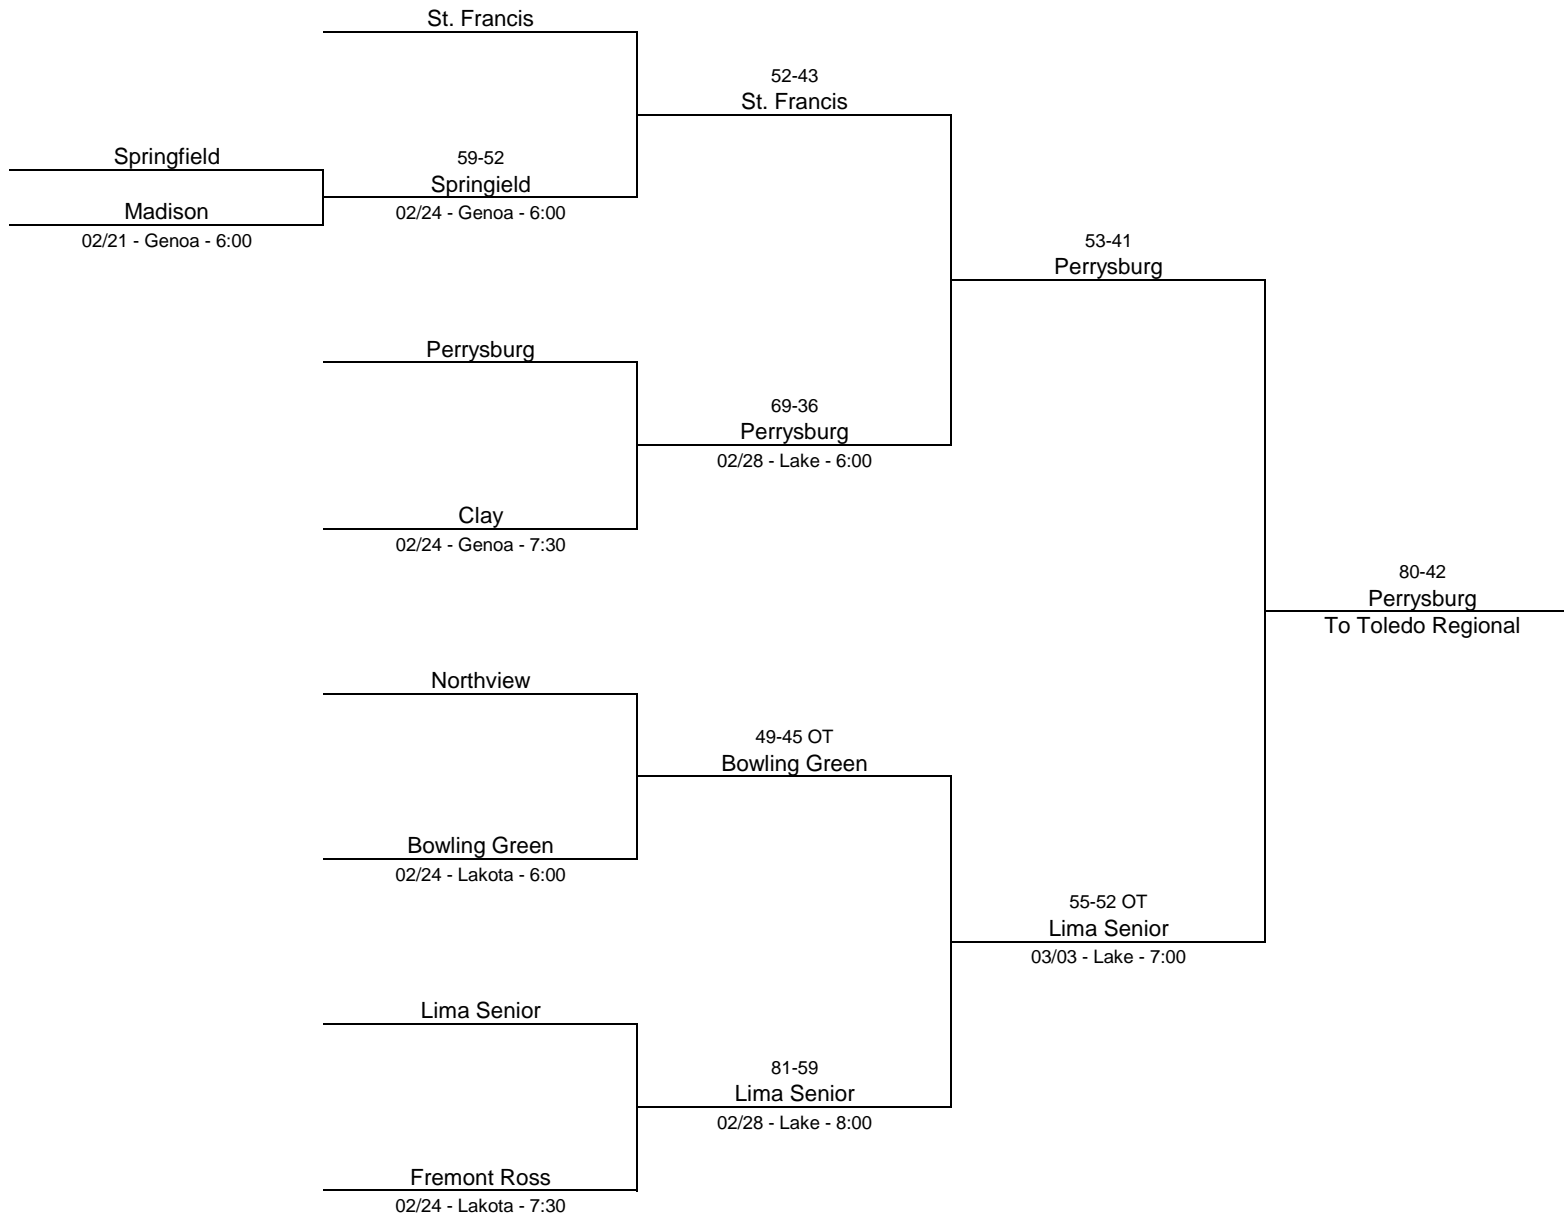 St. Francis
52-43
St. Francis
Springfield
59-52
Springield
Madison
02/24 - Genoa - 6:00
02/21 - Genoa - 6:00
53-41
Perrysburg
Perrysburg
69-36
Perrysburg
02/28 - Lake - 6:00
Clay
02/24 - Genoa - 7:30
80-42
Perrysburg
To Toledo Regional
Northview
49-45 OT
Bowling Green
Bowling Green
02/24 - Lakota - 6:00
55-52 OT
Lima Senior
03/03 - Lake - 7:00
Lima Senior
81-59
Lima Senior
02/28 - Lake - 8:00
Fremont Ross
02/24 - Lakota - 7:30